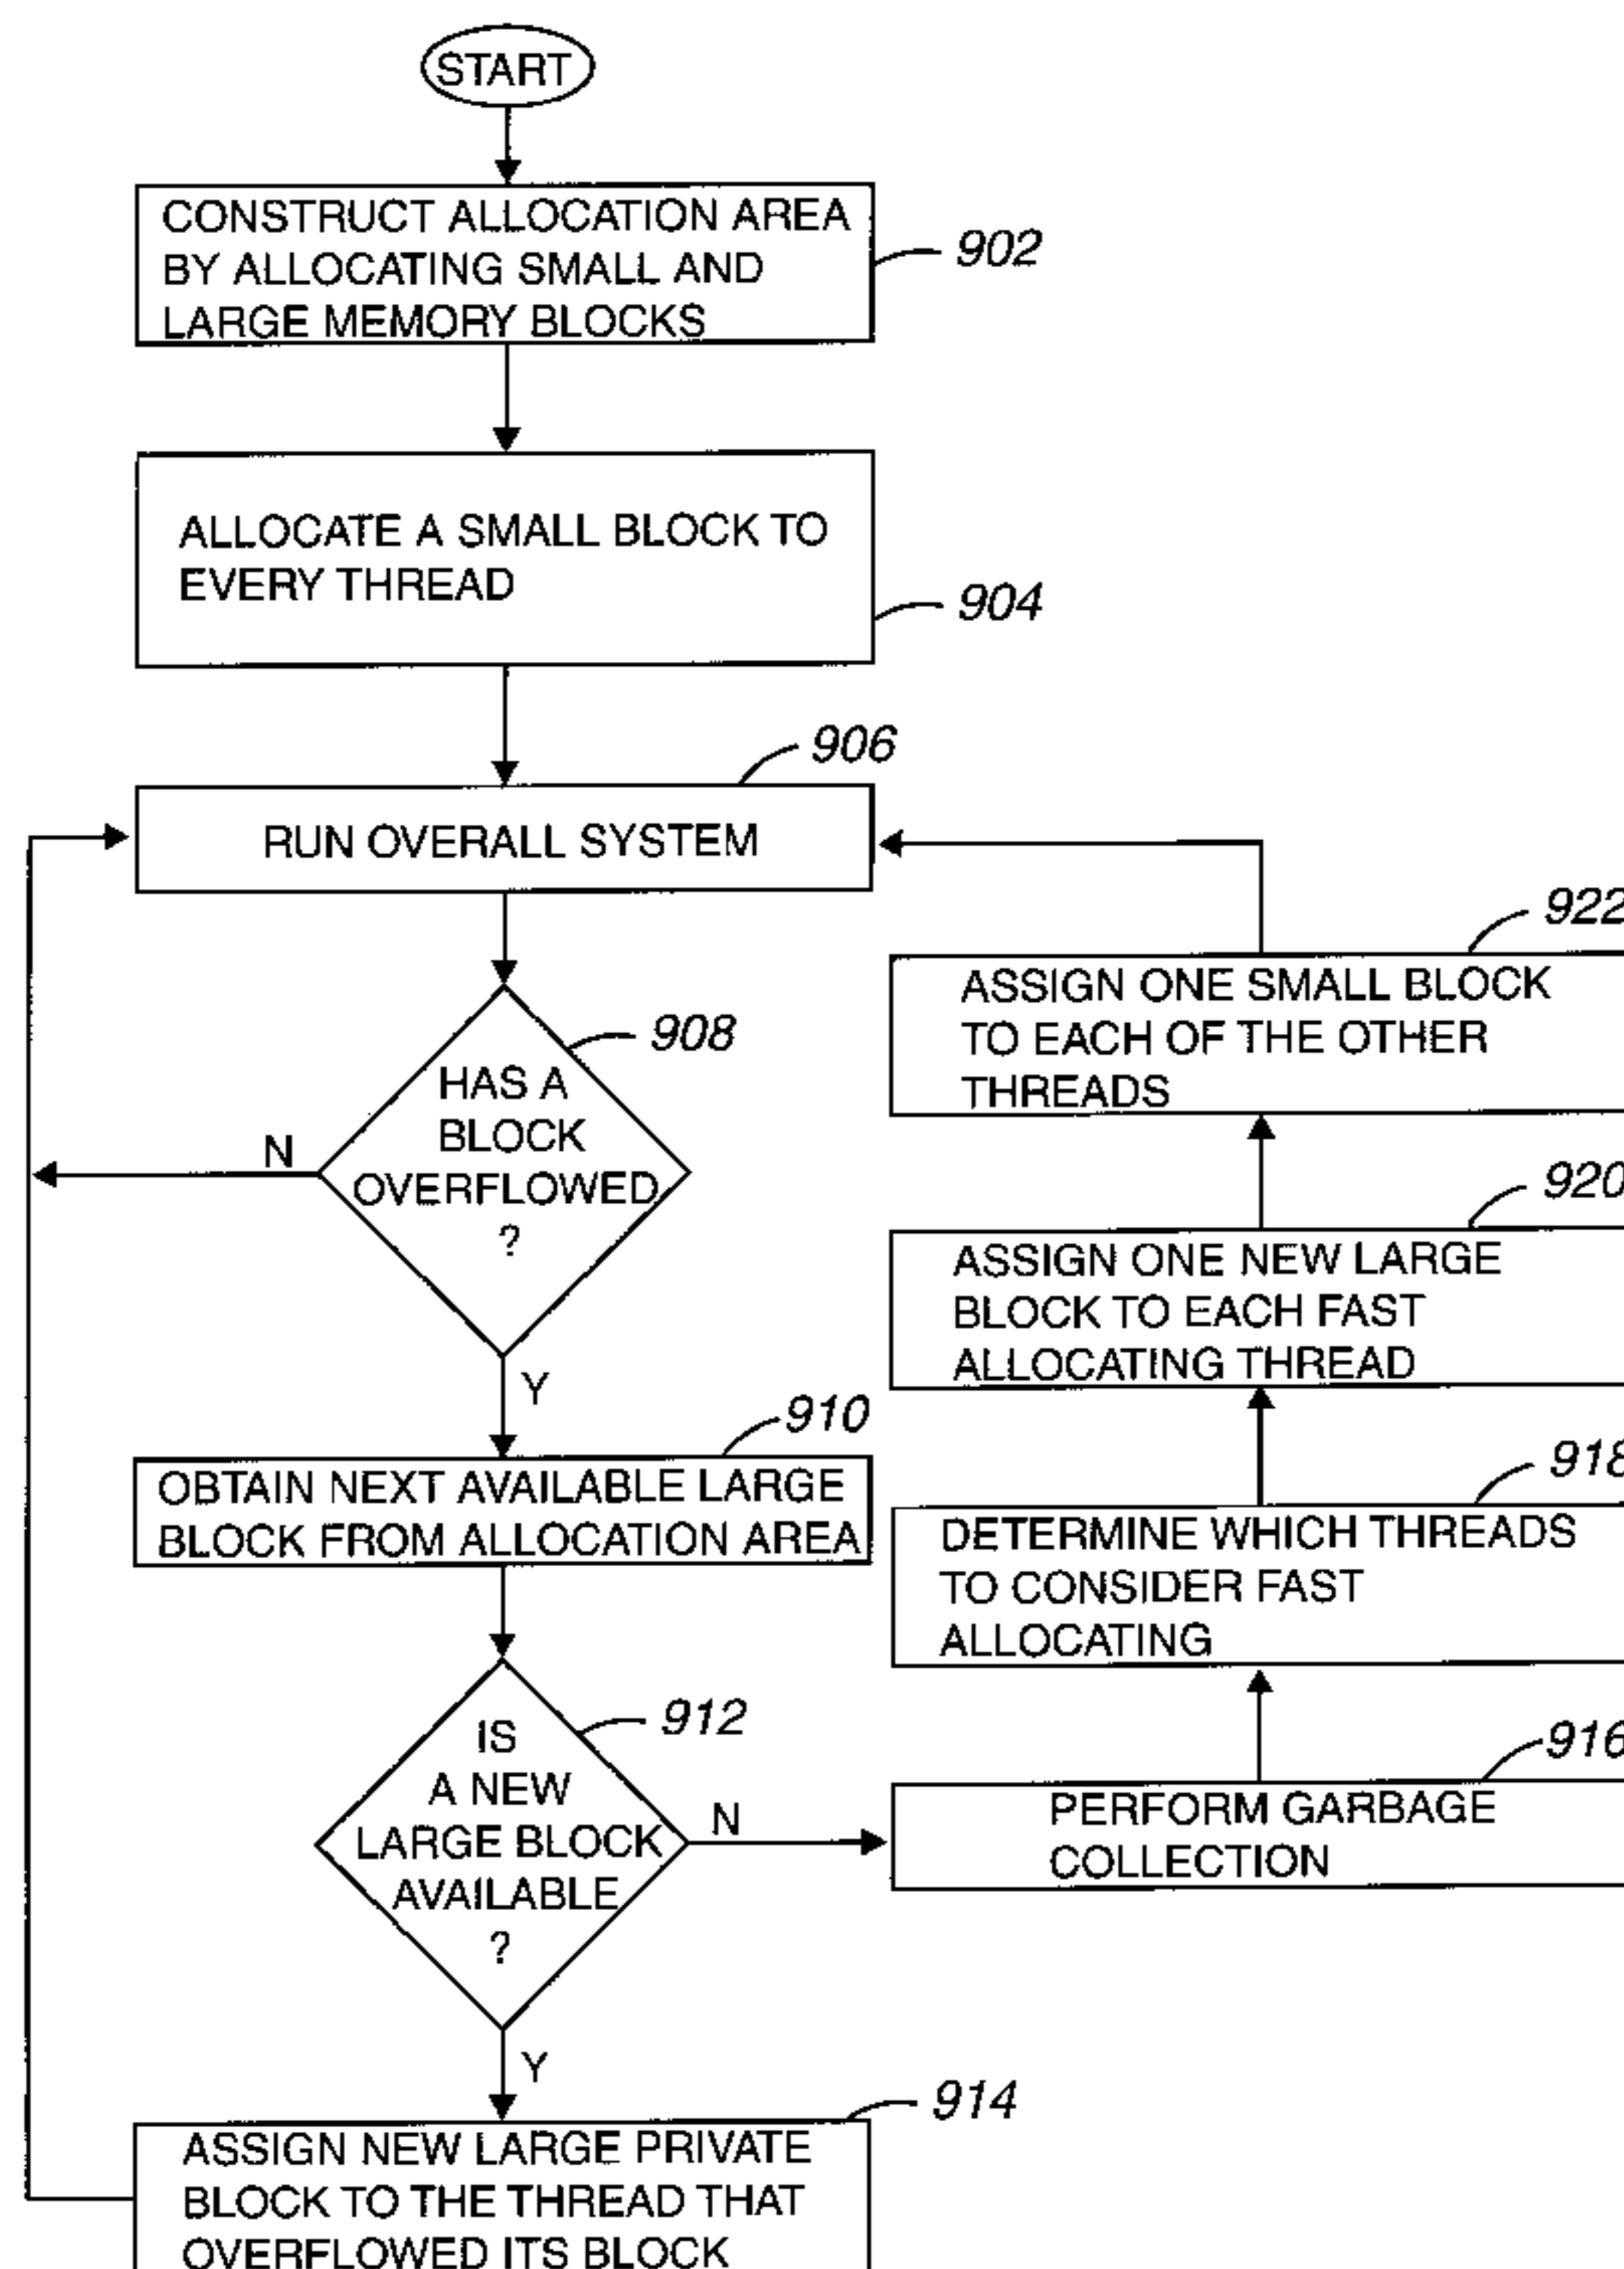 START
CONSTRUCT ALLOCATION AREA
BY ALLOCATING SMALL AND
LARGE MEMORY BLOCKS
902
ALLOCATE A SMALL BLOCK TO
EVERY THREAD
904
906
RUN OVERALL SYSTEM
908
HAS A
BLOCK
OVERFLOWED
?
N
Y
910
OBTAIN NEXT AVAILABLE LARGE
BLOCK FROM ALLOCATION AREA
912
IS
A NEW
LARGE BLOCK
AVAILABLE
?
N
Y
914
ASSIGN NEW LARGE PRIVATE
BLOCK TO THE THREAD THAT
OVERFLOWED ITS BLOCK
922
ASSIGN ONE SMALL BLOCK
TO EACH OF THE OTHER
THREADS
920
ASSIGN ONE NEW LARGE
BLOCK TO EACH FAST
ALLOCATING THREAD
918
DETERMINE WHICH THREADS
TO CONSIDER FAST
ALLOCATING
916
PERFORM GARBAGE
COLLECTION